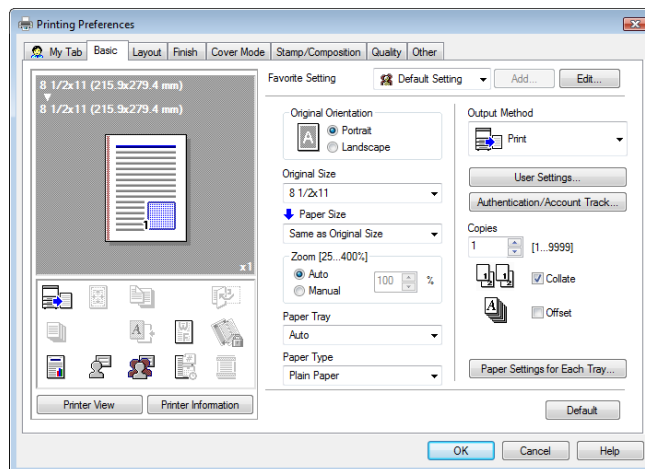 Printing Preferences
My Tab Basic Layout Finish Cover Mode Stamp/Composition Quality Other
8 1/2x11 (215.9x279.4 mm)
8 1/2x11 (215.9x279.4 mm)
1
x1
Printer View Printer Information
Favorite Setting Default Setting Add... Edit...
Original Orientation
A
Portrait
Landscape
Original Size
8 1/2x11
Paper Size
Same as Original Size
Zoom [25...400%]
Auto
Manual
100 %
Paper Tray
Auto
Paper Type
Plain Paper
Output Method
Print
User Settings...
Authentication/Account Track...
Copies
1 [1...9999]
Collate
Offset
Paper Settings for Each Tray...
Default
OK Cancel Help